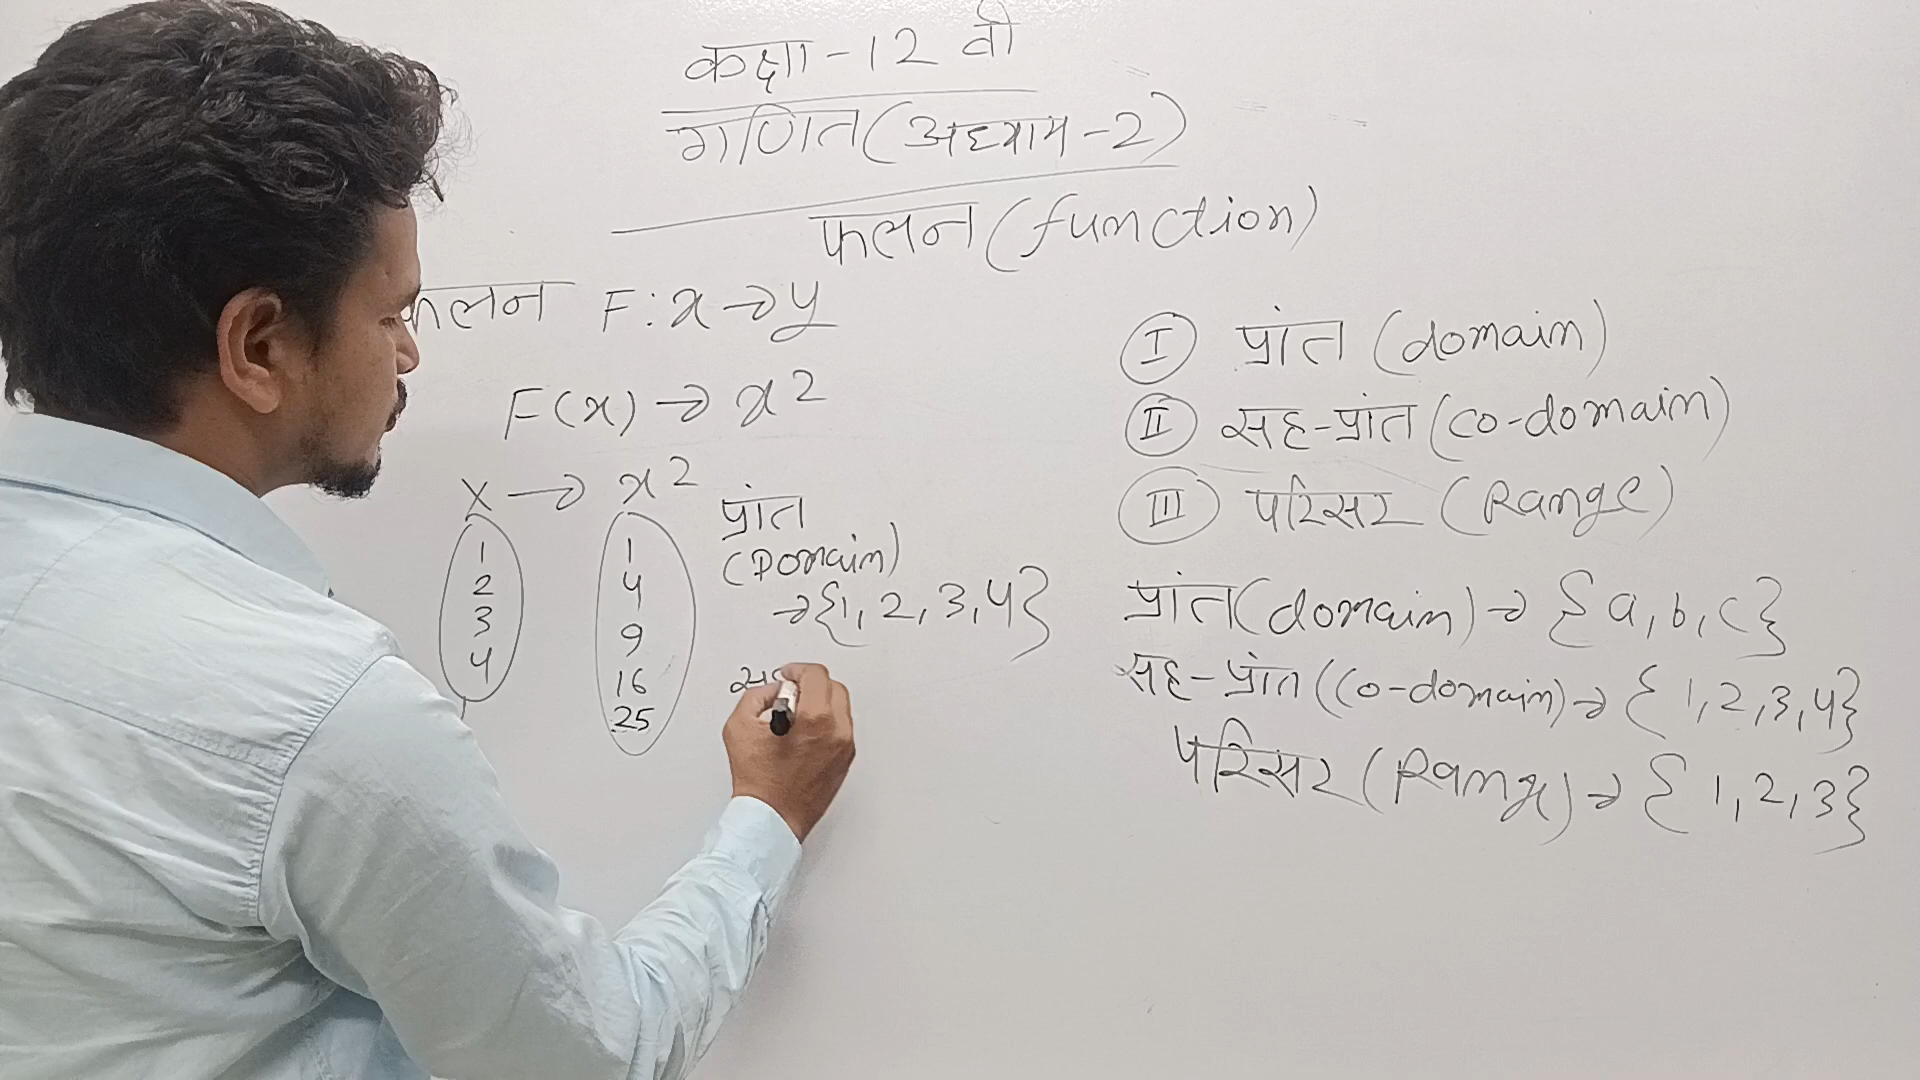 कक्षा-12 वी
गणित (अध्याय-2)
फलन (function)
फलन F:x→y
F(x) → x2
X → x2
1
2
3
4
1
4
9
16
25
प्रांत
(Domain)
→{1, 2, 3, 4}
सह
I प्रांत (domain)
II सह-प्रांत (co-domain)
III परिसर (Range)
प्रांत (domain) → {a, b, c}
सह-प्रांत (Co-domain) → {1, 2, 3, 4}
परिसर (Range) → {1, 2, 3}